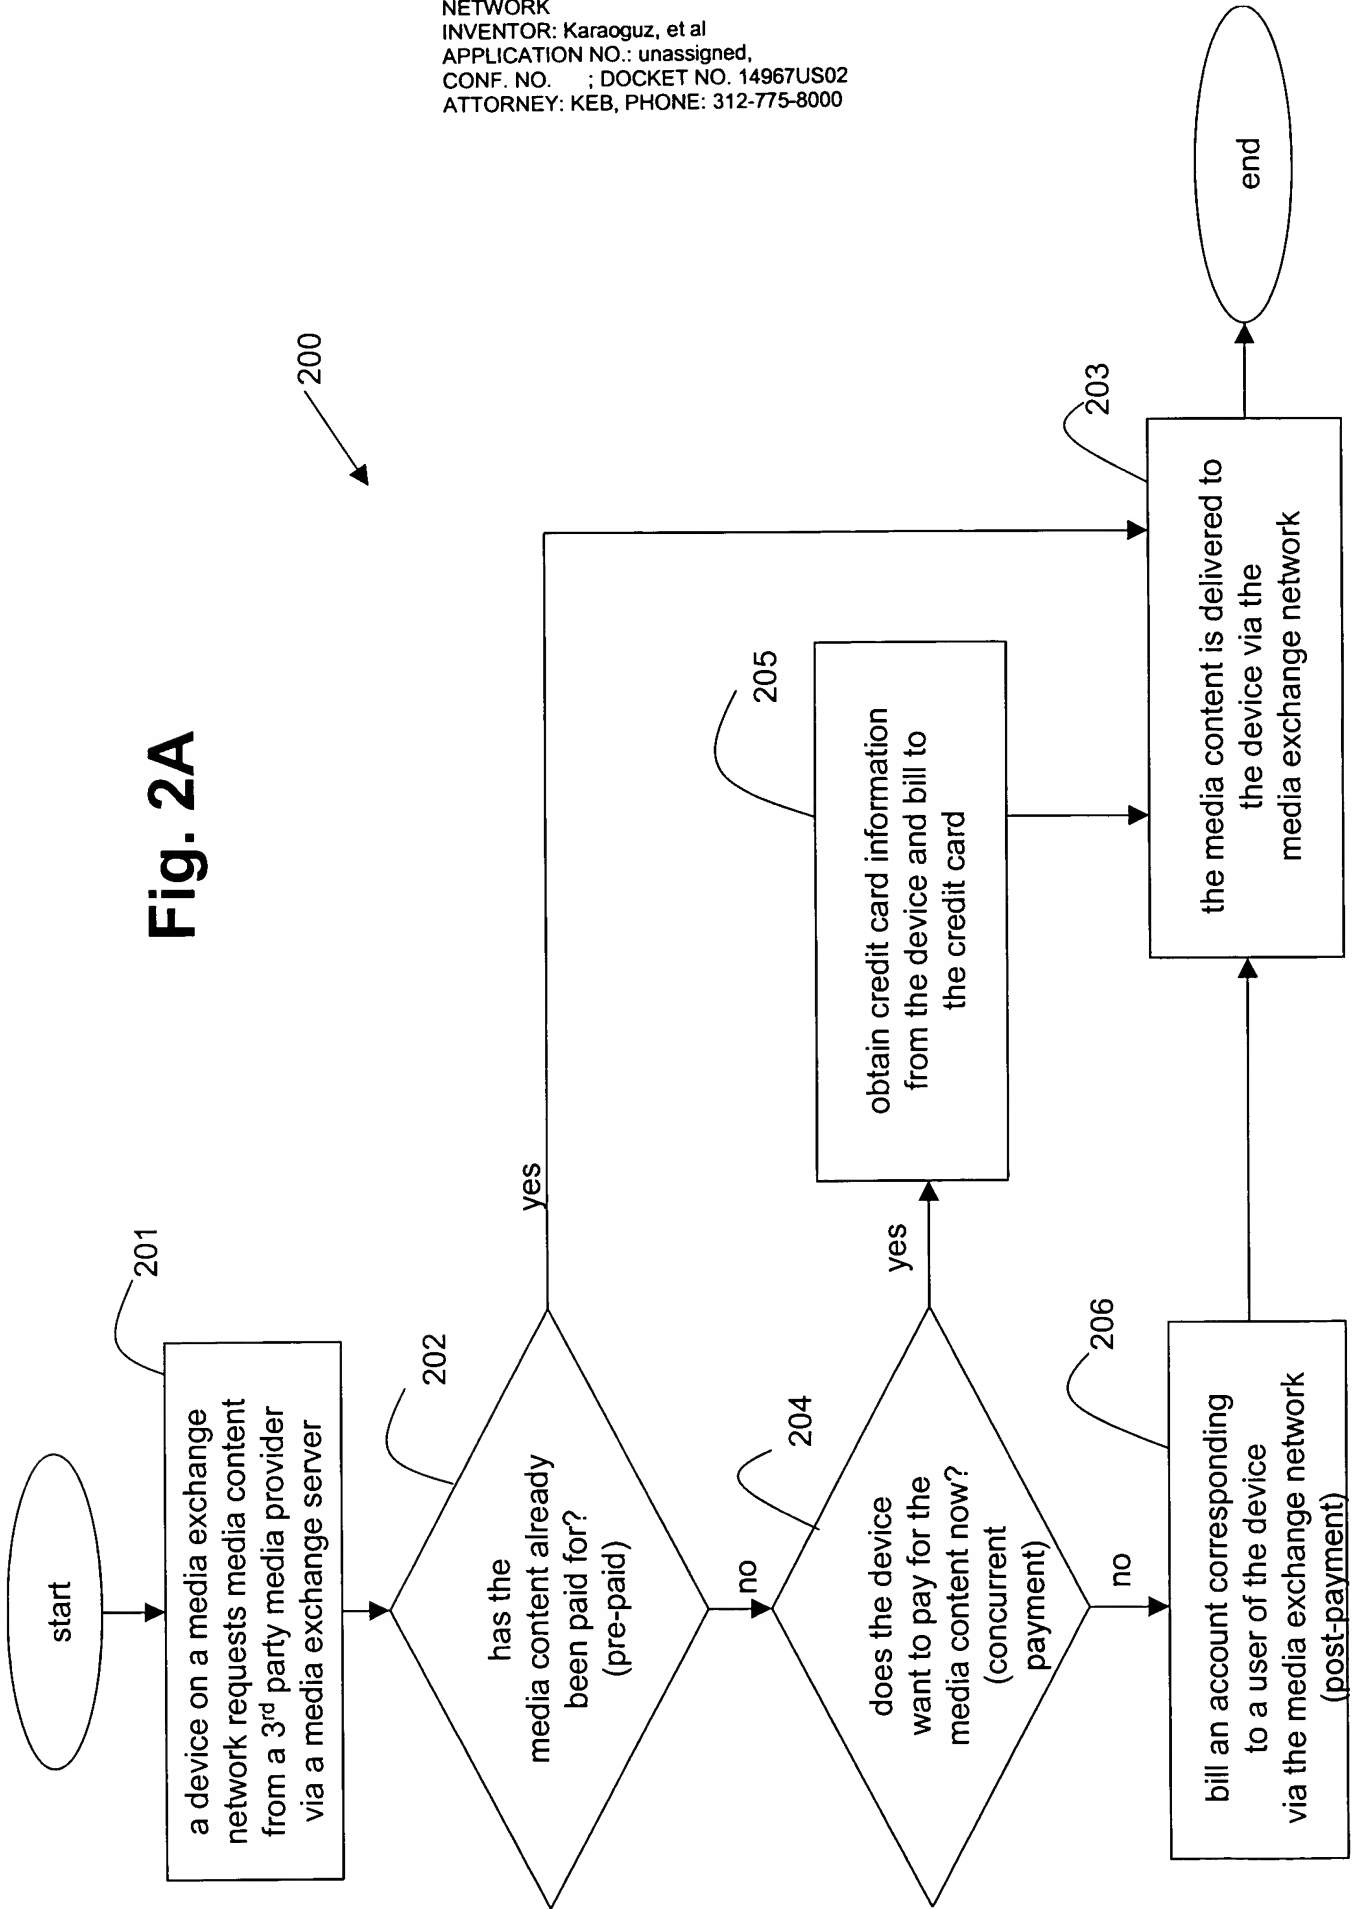 NETWORK
INVENTOR: Karaoguz, et al
APPLICATION NO.: unassigned,
CONF. NO. ; DOCKET NO. 14967US02
ATTORNEY: KEB, PHONE: 312-775-8000
Fig. 2A
200
start
201
a device on a media exchange
network requests media content
from a 3rd party media provider
via a media exchange server
202
has the
media content already
been paid for?
(pre-paid)
yes
no
204
does the device
want to pay for the
media content now?
(concurrent
payment)
yes
205
obtain credit card information
from the device and bill to
the credit card
no
206
bill an account corresponding
to a user of the device
via the media exchange network
(post-payment)
203
the media content is delivered to
the device via the
media exchange network
end